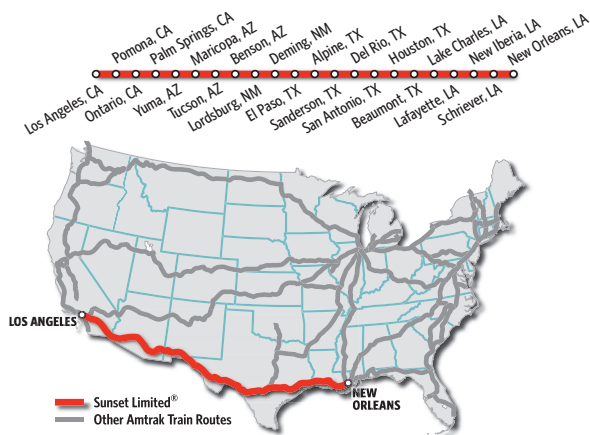 Pomona, CA
Palm Springs, CA
Maricopa, AZ
Benson, AZ
Deming, NM
Alpine, TX
Del Rio, TX
Houston, TX
Lake Charles, LA
New Iberia, LA
New Orleans, LA
Los Angeles, CA
Ontario, CA
Yuma, AZ
Tucson, AZ
Lordsburg, NM
El Paso, TX
Sanderson, TX
San Antonio, TX
Beaumont, TX
Lafayette, LA
Schriever, LA
LOS ANGELES
NEW
ORLEANS
Sunset Limited®
Other Amtrak Train Routes